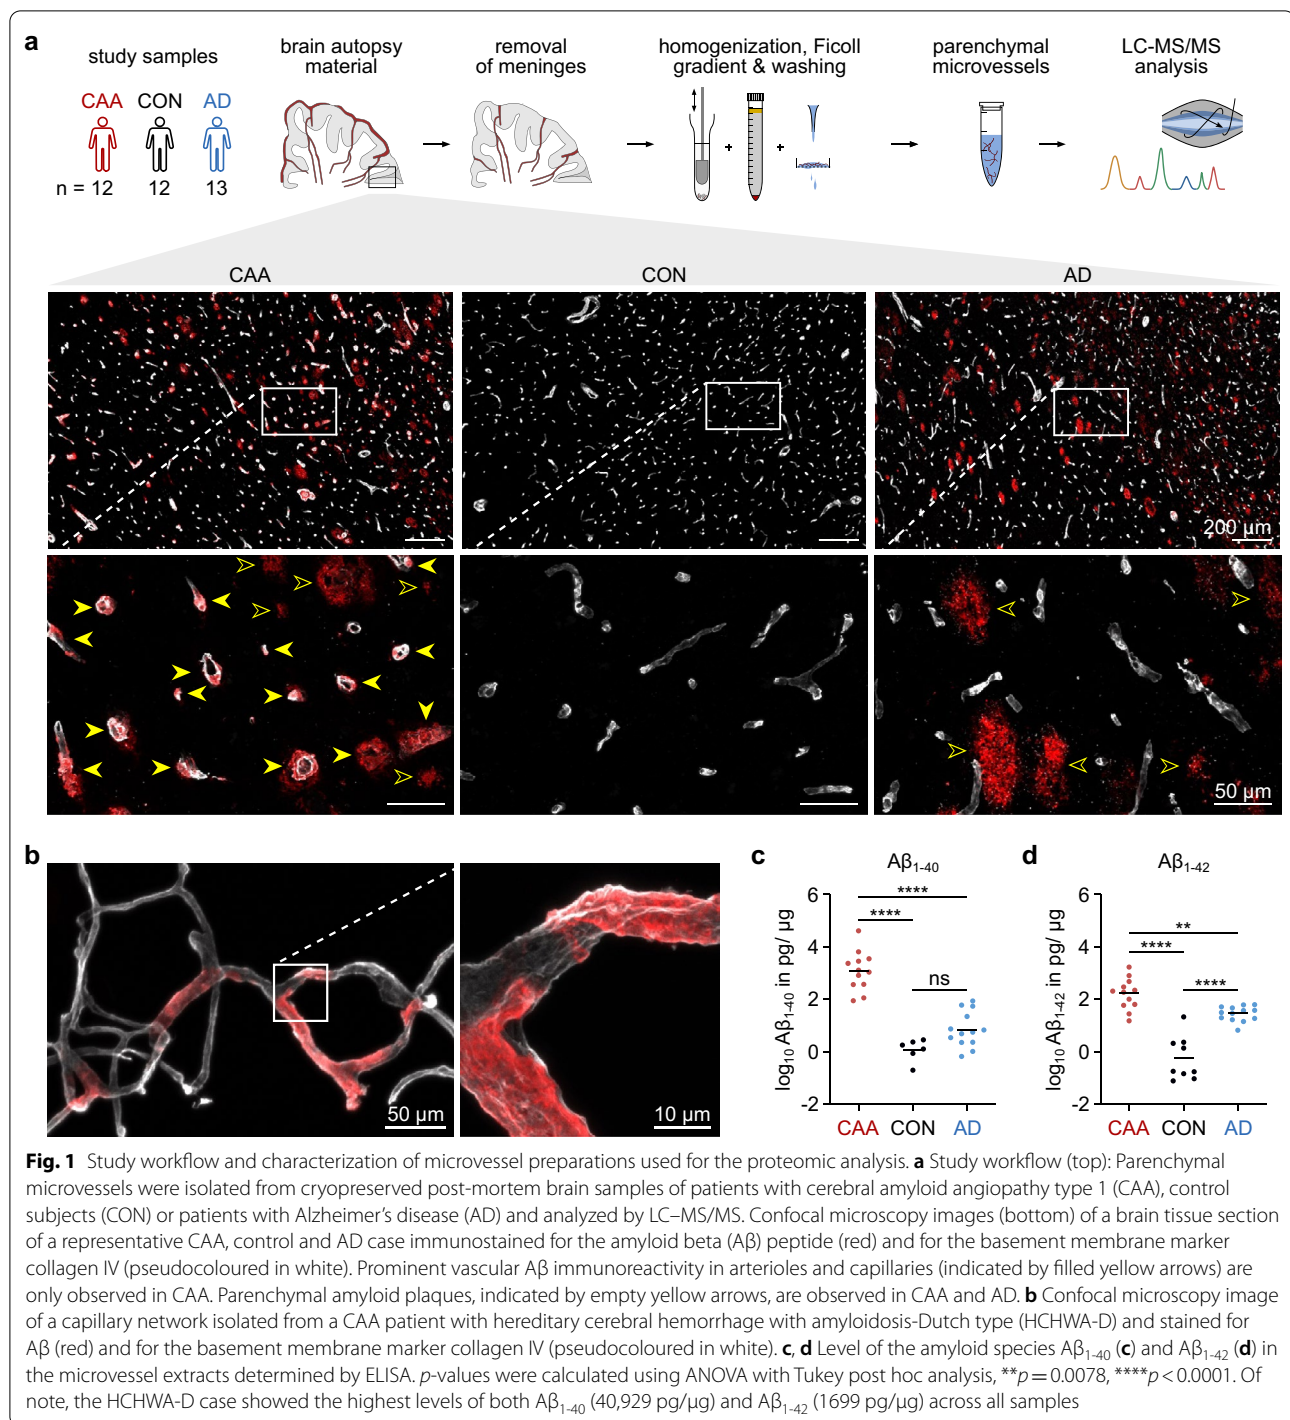 a
study samples
CAA CON AD
n = 12 12 13
brain autopsy
material
removal
of meninges
homogenization, Ficoll
gradient & washing
+ +
parenchymal
microvessels
LC-MS/MS
analysis
CAA CON AD
200 µm
50 µm
b
50 µm
10 µm
c
Aβ1-40
log10 Aβ1-40 in pg/ µg
6
4
2
0
-2
****
****
ns
CAA CON AD
d
Aβ1-42
log10 Aβ1-42 in pg/ µg
6
4
2
0
-2
**
****
****
CAA CON AD
Fig. 1 Study workflow and characterization of microvessel preparations used for the proteomic analysis. a Study workflow (top): Parenchymal
microvessels were isolated from cryopreserved post-mortem brain samples of patients with cerebral amyloid angiopathy type 1 (CAA), control
subjects (CON) or patients with Alzheimer's disease (AD) and analyzed by LC–MS/MS. Confocal microscopy images (bottom) of a brain tissue section
of a representative CAA, control and AD case immunostained for the amyloid beta (Aβ) peptide (red) and for the basement membrane marker
collagen IV (pseudocoloured in white). Prominent vascular Aβ immunoreactivity in arterioles and capillaries (indicated by filled yellow arrows) are
only observed in CAA. Parenchymal amyloid plaques, indicated by empty yellow arrows, are observed in CAA and AD. b Confocal microscopy image
of a capillary network isolated from a CAA patient with hereditary cerebral hemorrhage with amyloidosis-Dutch type (HCHWA-D) and stained for
Aβ (red) and for the basement membrane marker collagen IV (pseudocoloured in white). c, d Level of the amyloid species Aβ1-40 (c) and Aβ1-42 (d) in
the microvessel extracts determined by ELISA. p-values were calculated using ANOVA with Tukey post hoc analysis, **p = 0.0078, ****p < 0.0001. Of
note, the HCHWA-D case showed the highest levels of both Aβ1-40 (40,929 pg/µg) and Aβ1-42 (1699 pg/µg) across all samples